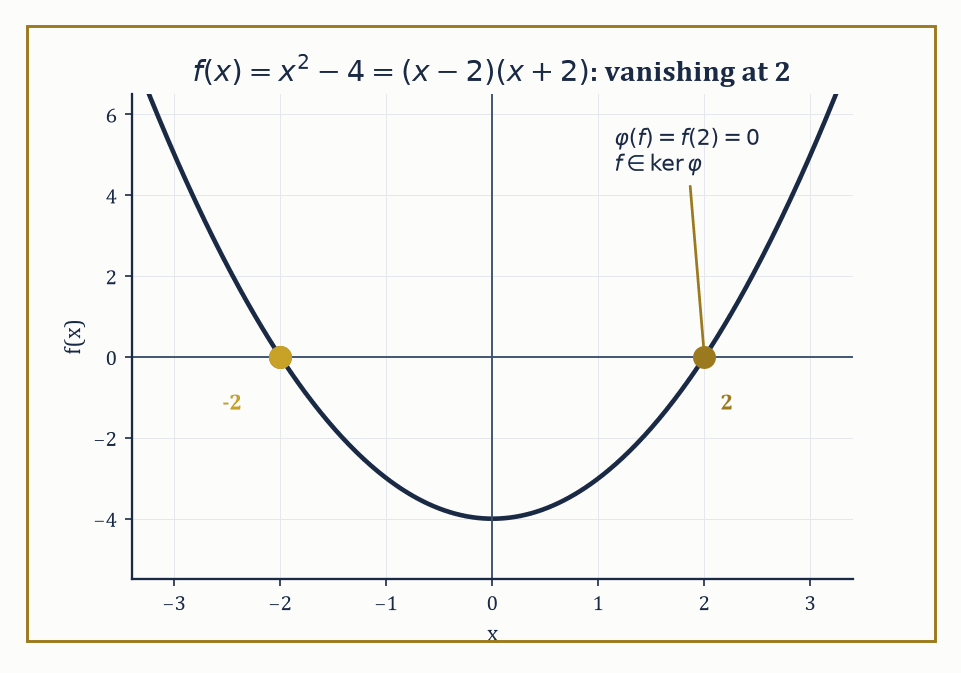 f(x) = x² − 4 = (x − 2)(x + 2): vanishing at 2
φ(f) = f(2) = 0
f ∈ ker φ
6
4
2
0
−2
−4
f(x)
-2
2
−3 −2 −1 0 1 2 3
x